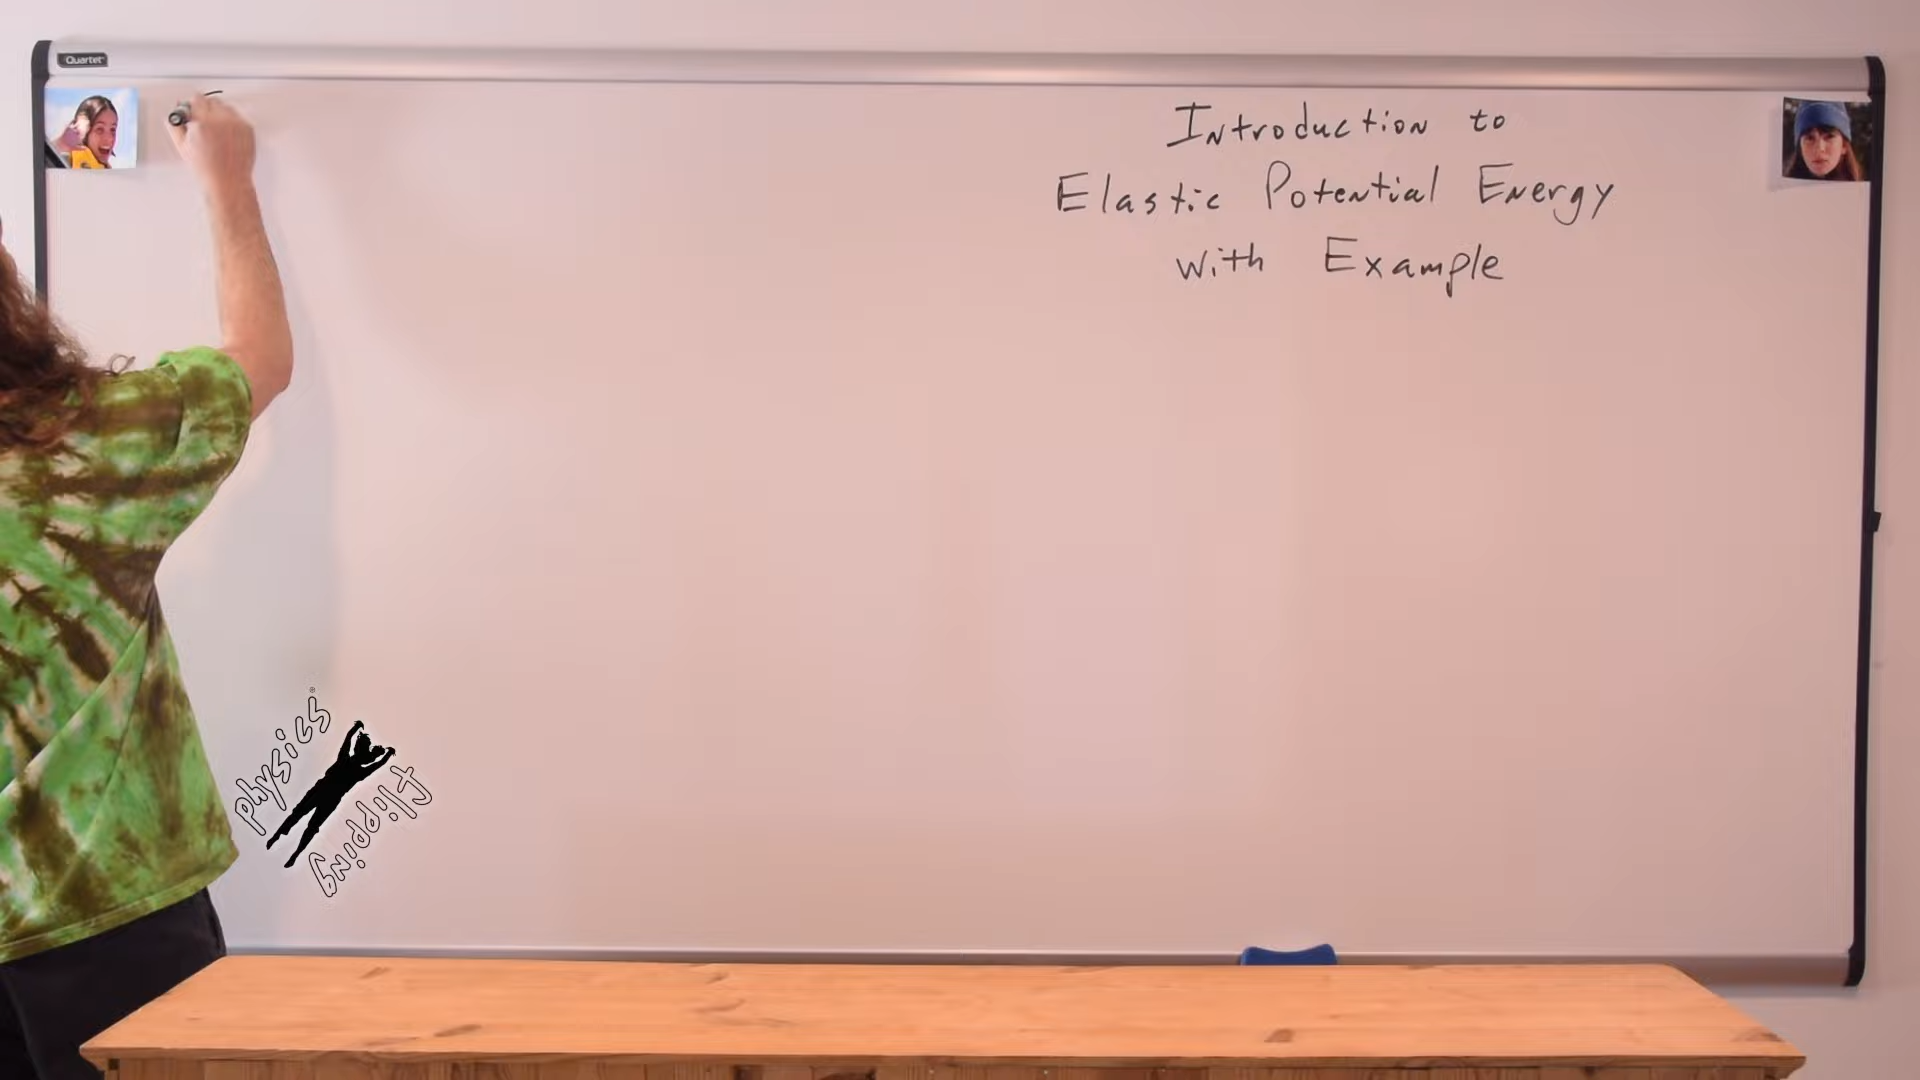 Quartet
Introduction to
Elastic Potential Energy
with Example
physics
flipping